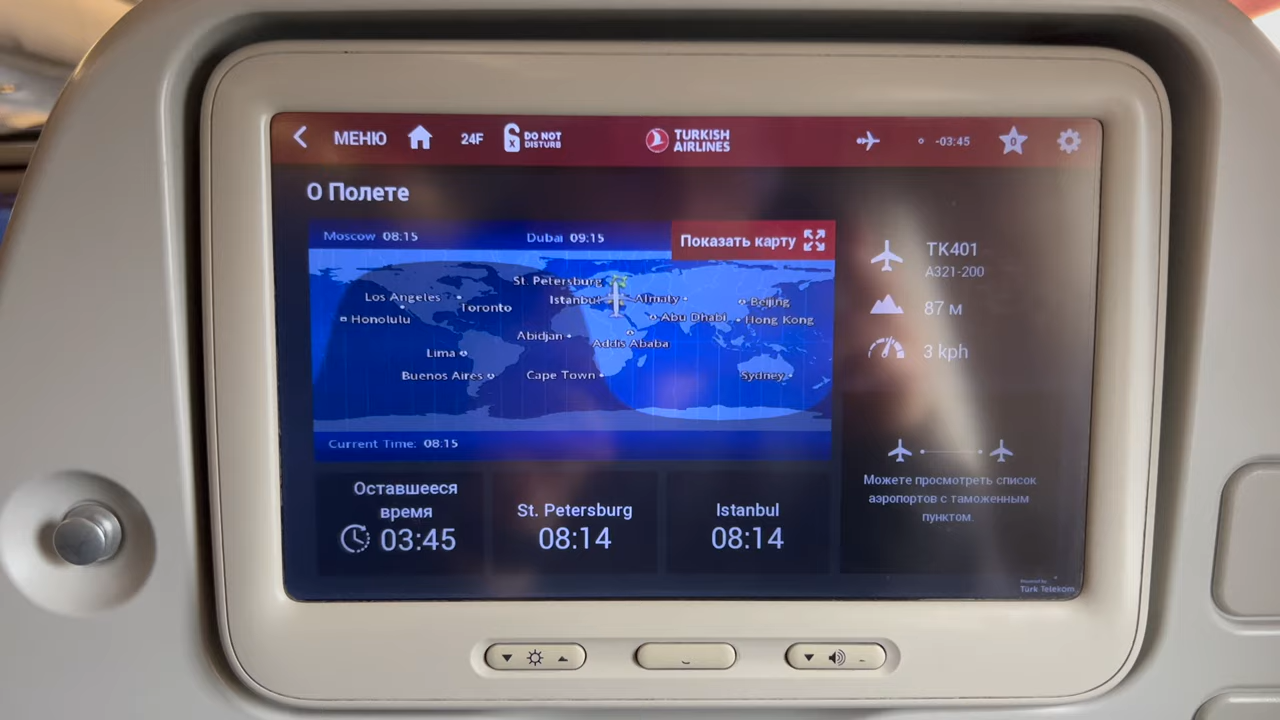 МЕНЮ
24F
DO NOT
DISTURB
TURKISH
AIRLINES
-03:45
0
О Полете
Moscow 08:15
Dubai 09:15
Показать карту
St. Petersburg
Los Angeles
Toronto
Istanbul
Almaty
Beijing
Honolulu
Abu Dhabi
Hong Kong
Abidjan
Addis Ababa
Lima
Buenos Aires
Cape Town
Sydney
Current Time: 08:15
TK401
A321-200
87 м
3 kph
Можете просмотреть список
аэропортов с таможенным
пунктом.
Оставшееся
время
03:45
St. Petersburg
08:14
Istanbul
08:14
Powered by
Türk Telekom